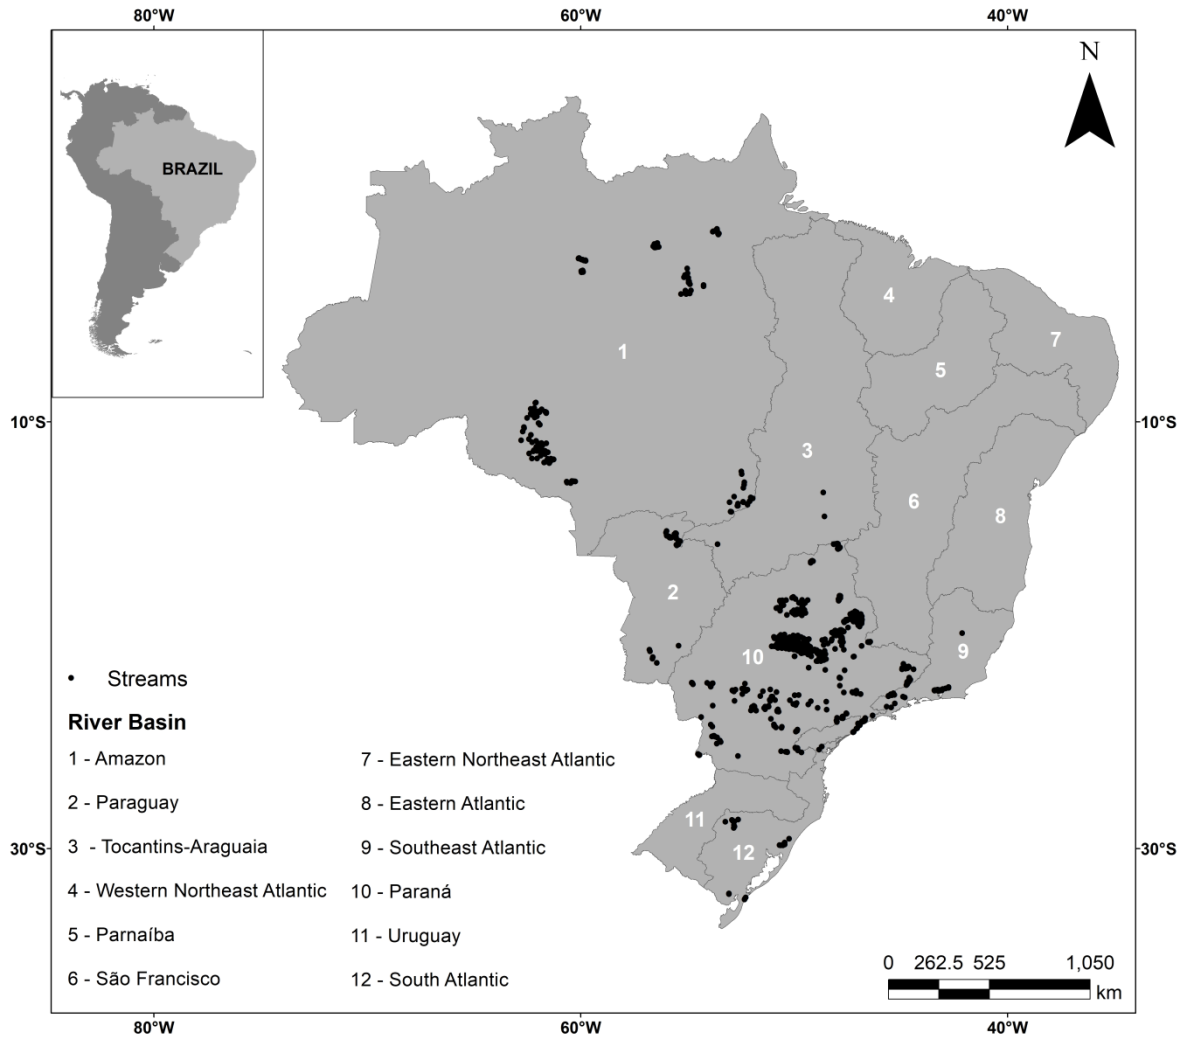 80°W 60°W 40°W
N
BRAZIL
4
7
1
5
10°S 10°S
3
6
8
2
9
10
• Streams
River Basin
1 - Amazon 7 - Eastern Northeast Atlantic
2 - Paraguay 8 - Eastern Atlantic
11
3 - Tocantins-Araguaia 9 - Southeast Atlantic
30°S 12 30°S
4 - Western Northeast Atlantic 10 - Paraná
5 - Parnaíba 11 - Uruguay
0 262.5 525 1,050
6 - São Francisco 12 - South Atlantic
km
80°W 60°W 40°W